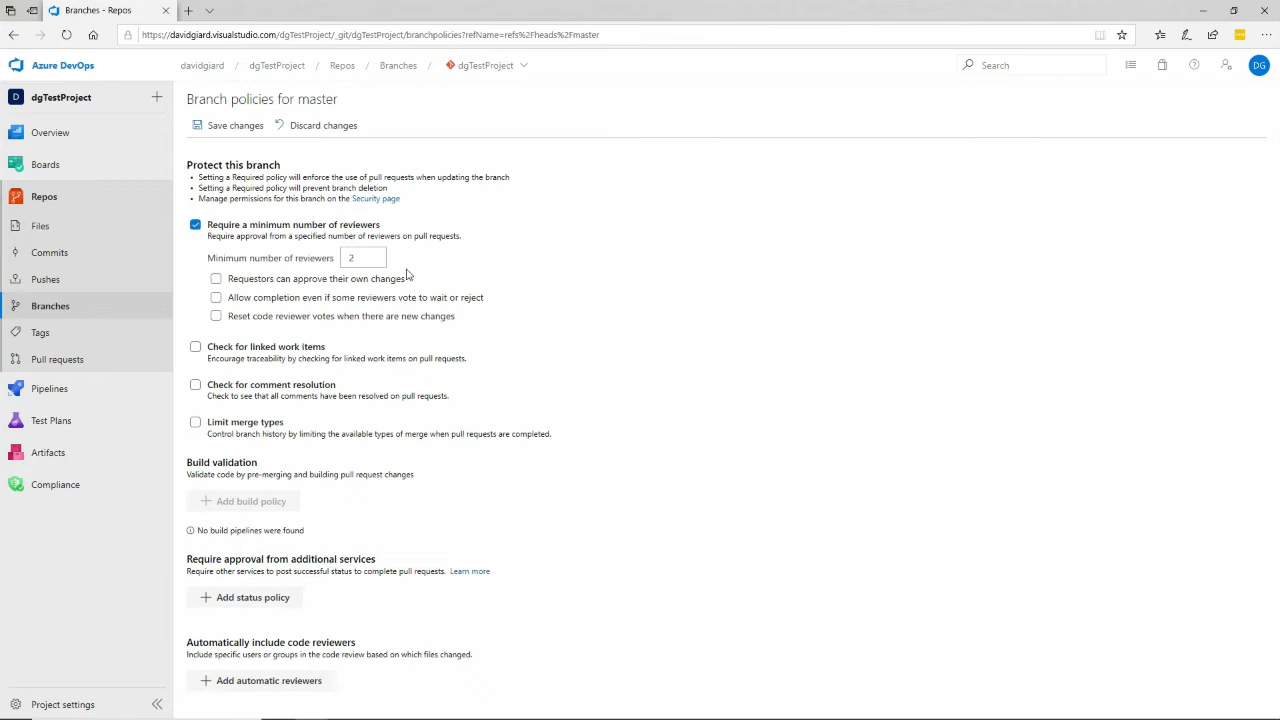 Branches - Repos
https://davidgiard.visualstudio.com/dgTestProject/_git/dgTestProject/branchpolicies?refName=refs%2Fheads%2Fmaster
Azure DevOps
davidgiard / dgTestProject / Repos / Branches / dgTestProject
Search
DG
D dgTestProject
Overview
Boards
Repos
Files
Commits
Pushes
Branches
Tags
Pull requests
Pipelines
Test Plans
Artifacts
Compliance
Project settings
Branch policies for master
Save changes
Discard changes
Protect this branch
• Setting a Required policy will enforce the use of pull requests when updating the branch
• Setting a Required policy will prevent branch deletion
• Manage permissions for this branch on the Security page
Require a minimum number of reviewers
Require approval from a specified number of reviewers on pull requests.
Minimum number of reviewers 2
Requestors can approve their own changes
Allow completion even if some reviewers vote to wait or reject
Reset code reviewer votes when there are new changes
Check for linked work items
Encourage traceability by checking for linked work items on pull requests.
Check for comment resolution
Check to see that all comments have been resolved on pull requests.
Limit merge types
Control branch history by limiting the available types of merge when pull requests are completed.
Build validation
Validate code by pre-merging and building pull request changes
Add build policy
No build pipelines were found
Require approval from additional services
Require other services to post successful status to complete pull requests. Learn more
Add status policy
Automatically include code reviewers
Include specific users or groups in the code review based on which files changed.
Add automatic reviewers